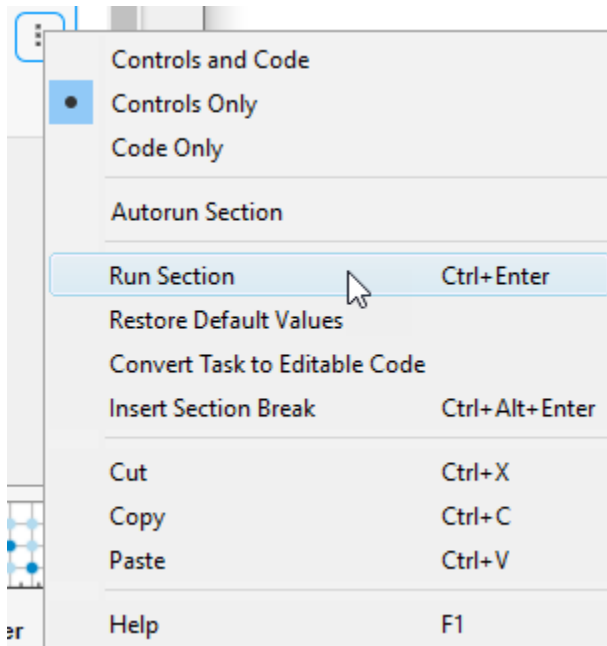 Controls and Code
Controls Only
Code Only
Autorun Section
Run Section Ctrl+Enter
Restore Default Values
Convert Task to Editable Code
Insert Section Break Ctrl+Alt+Enter
Cut Ctrl+X
Copy Ctrl+C
Paste Ctrl+V
er
Help F1